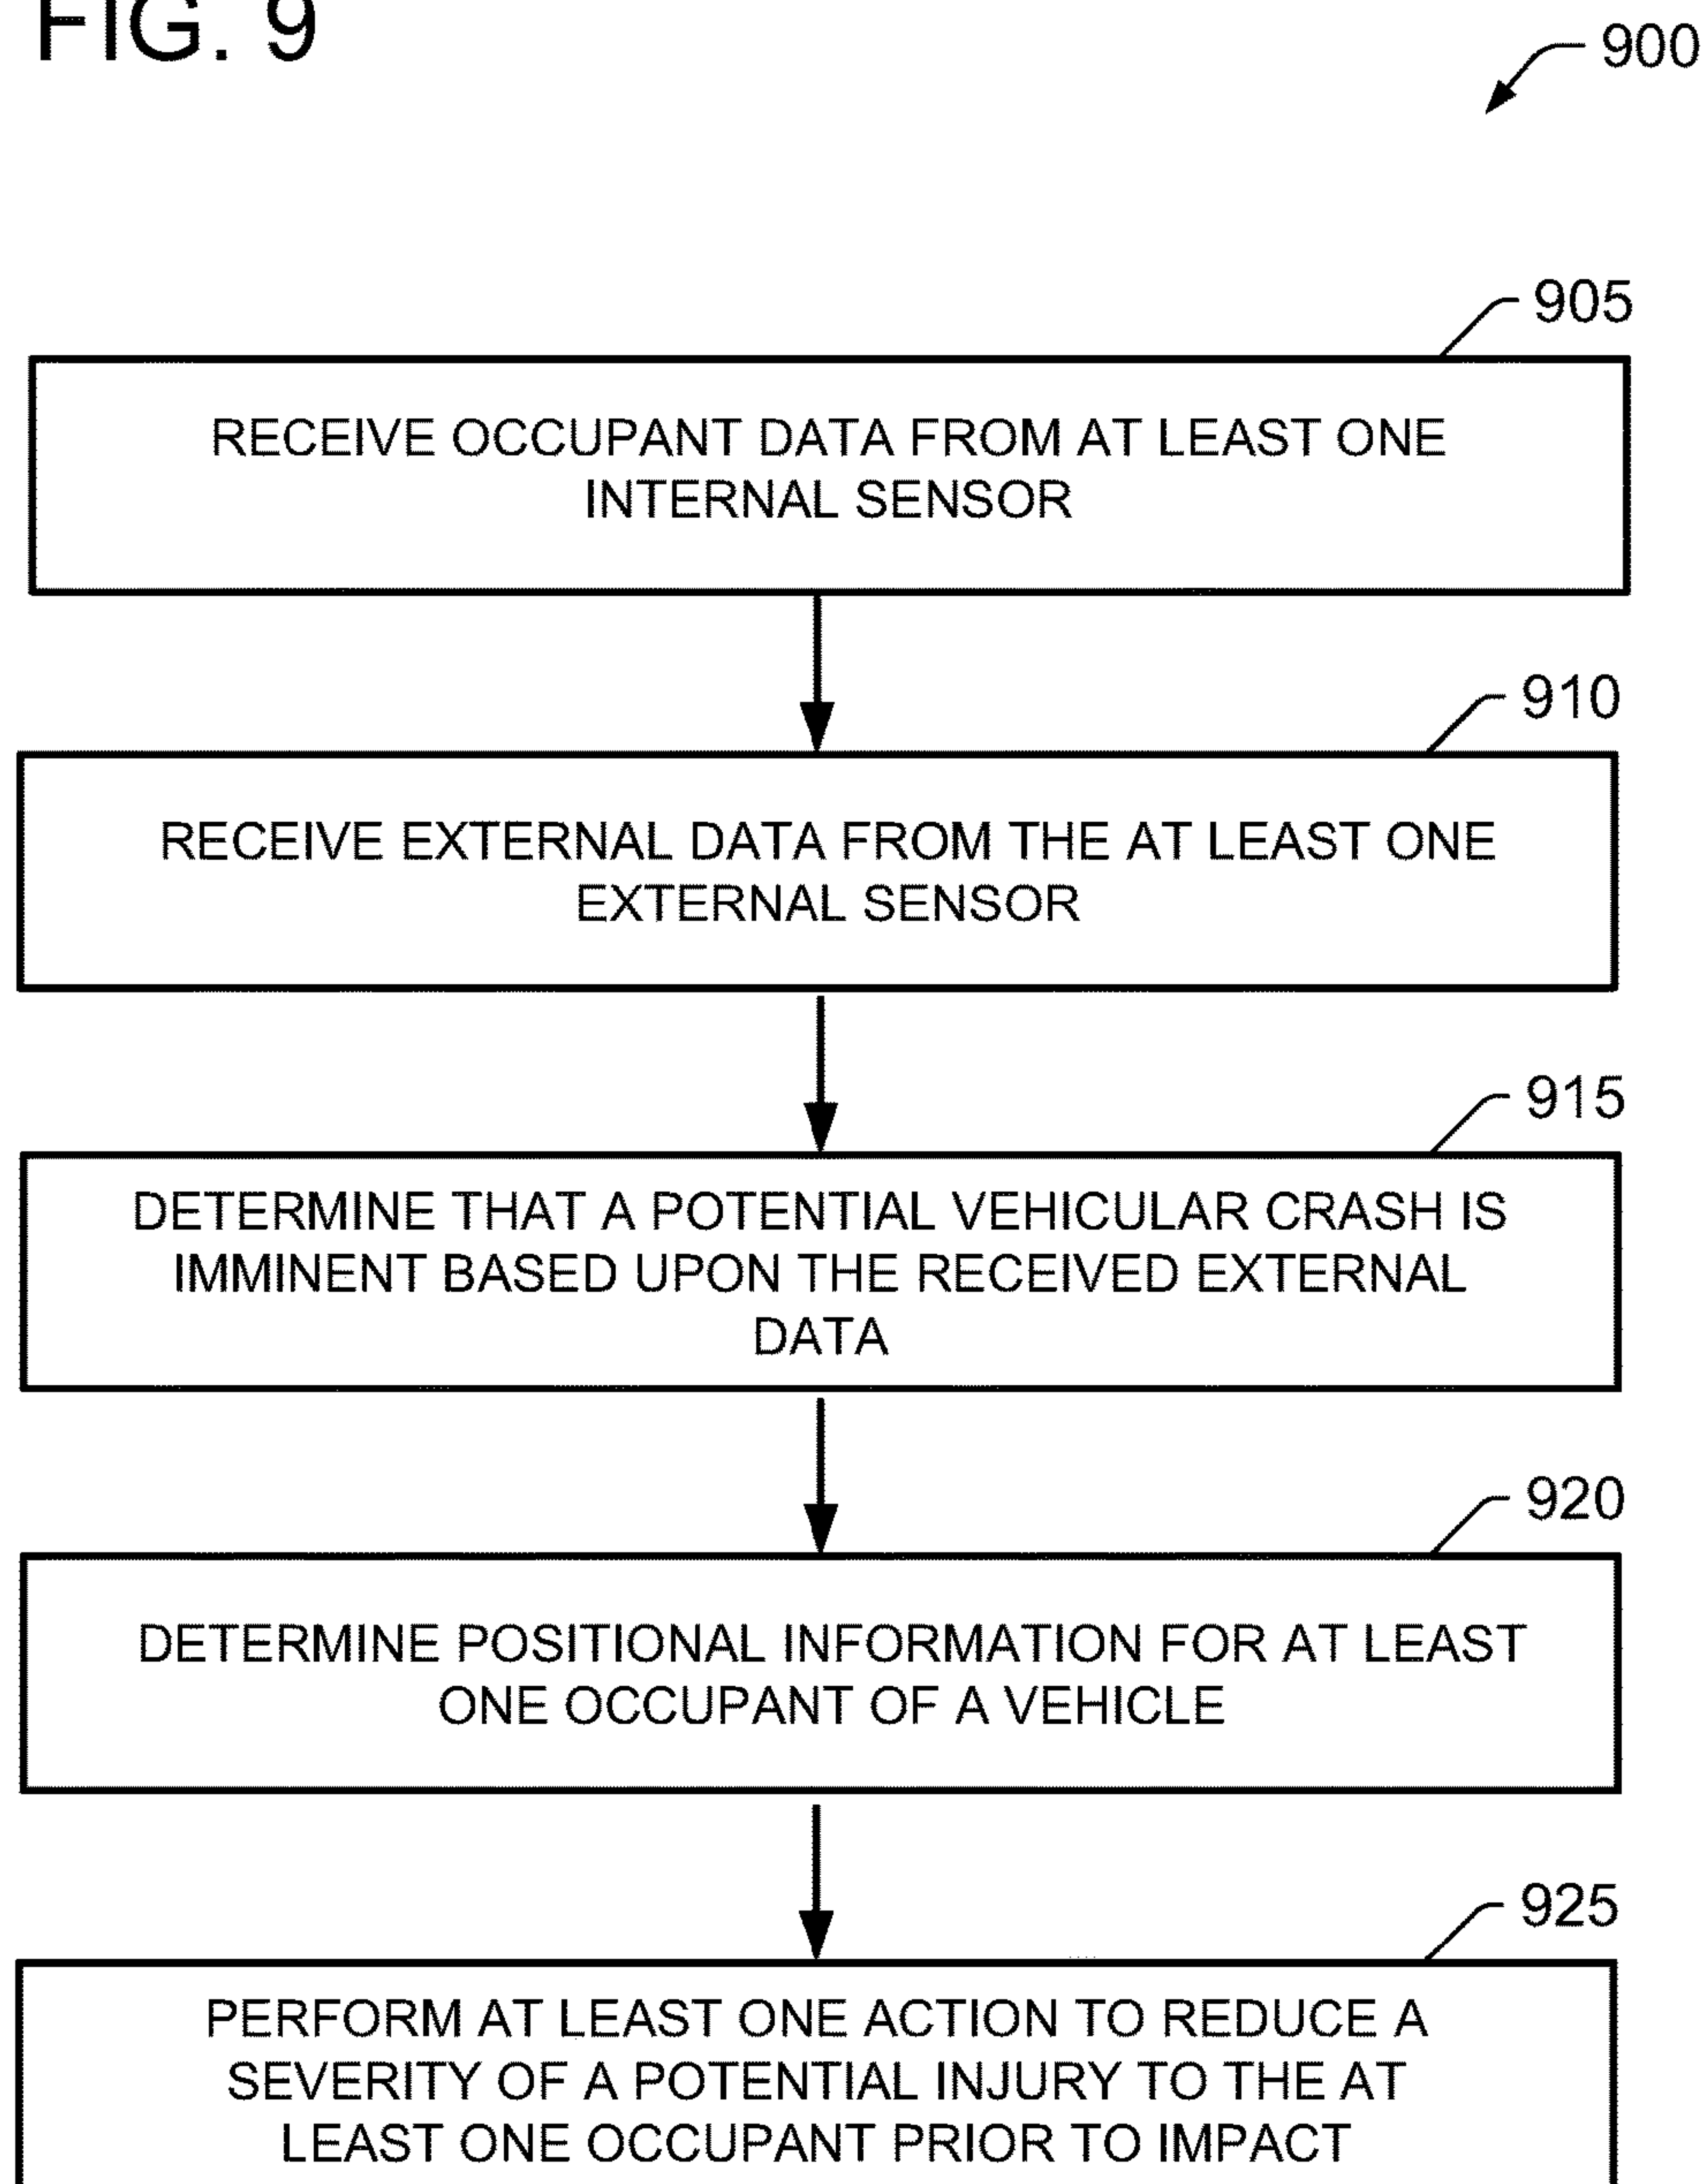 FIG. 9
900
905
RECEIVE OCCUPANT DATA FROM AT LEAST ONE
INTERNAL SENSOR
910
RECEIVE EXTERNAL DATA FROM THE AT LEAST ONE
EXTERNAL SENSOR
915
DETERMINE THAT A POTENTIAL VEHICULAR CRASH IS
IMMINENT BASED UPON THE RECEIVED EXTERNAL
DATA
920
DETERMINE POSITIONAL INFORMATION FOR AT LEAST
ONE OCCUPANT OF A VEHICLE
925
PERFORM AT LEAST ONE ACTION TO REDUCE A
SEVERITY OF A POTENTIAL INJURY TO THE AT
LEAST ONE OCCUPANT PRIOR TO IMPACT